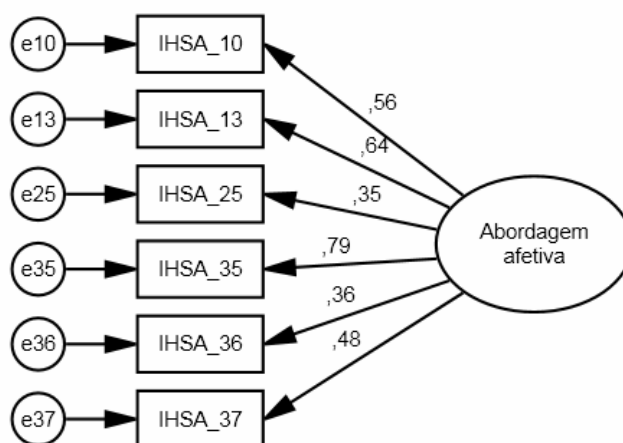 e10
IHSA_10
,56
e13
IHSA_13
,64
e25
IHSA_25
,35
Abordagem
afetiva
e35
IHSA_35
,79
e36
IHSA_36
,36
e37
IHSA_37
,48